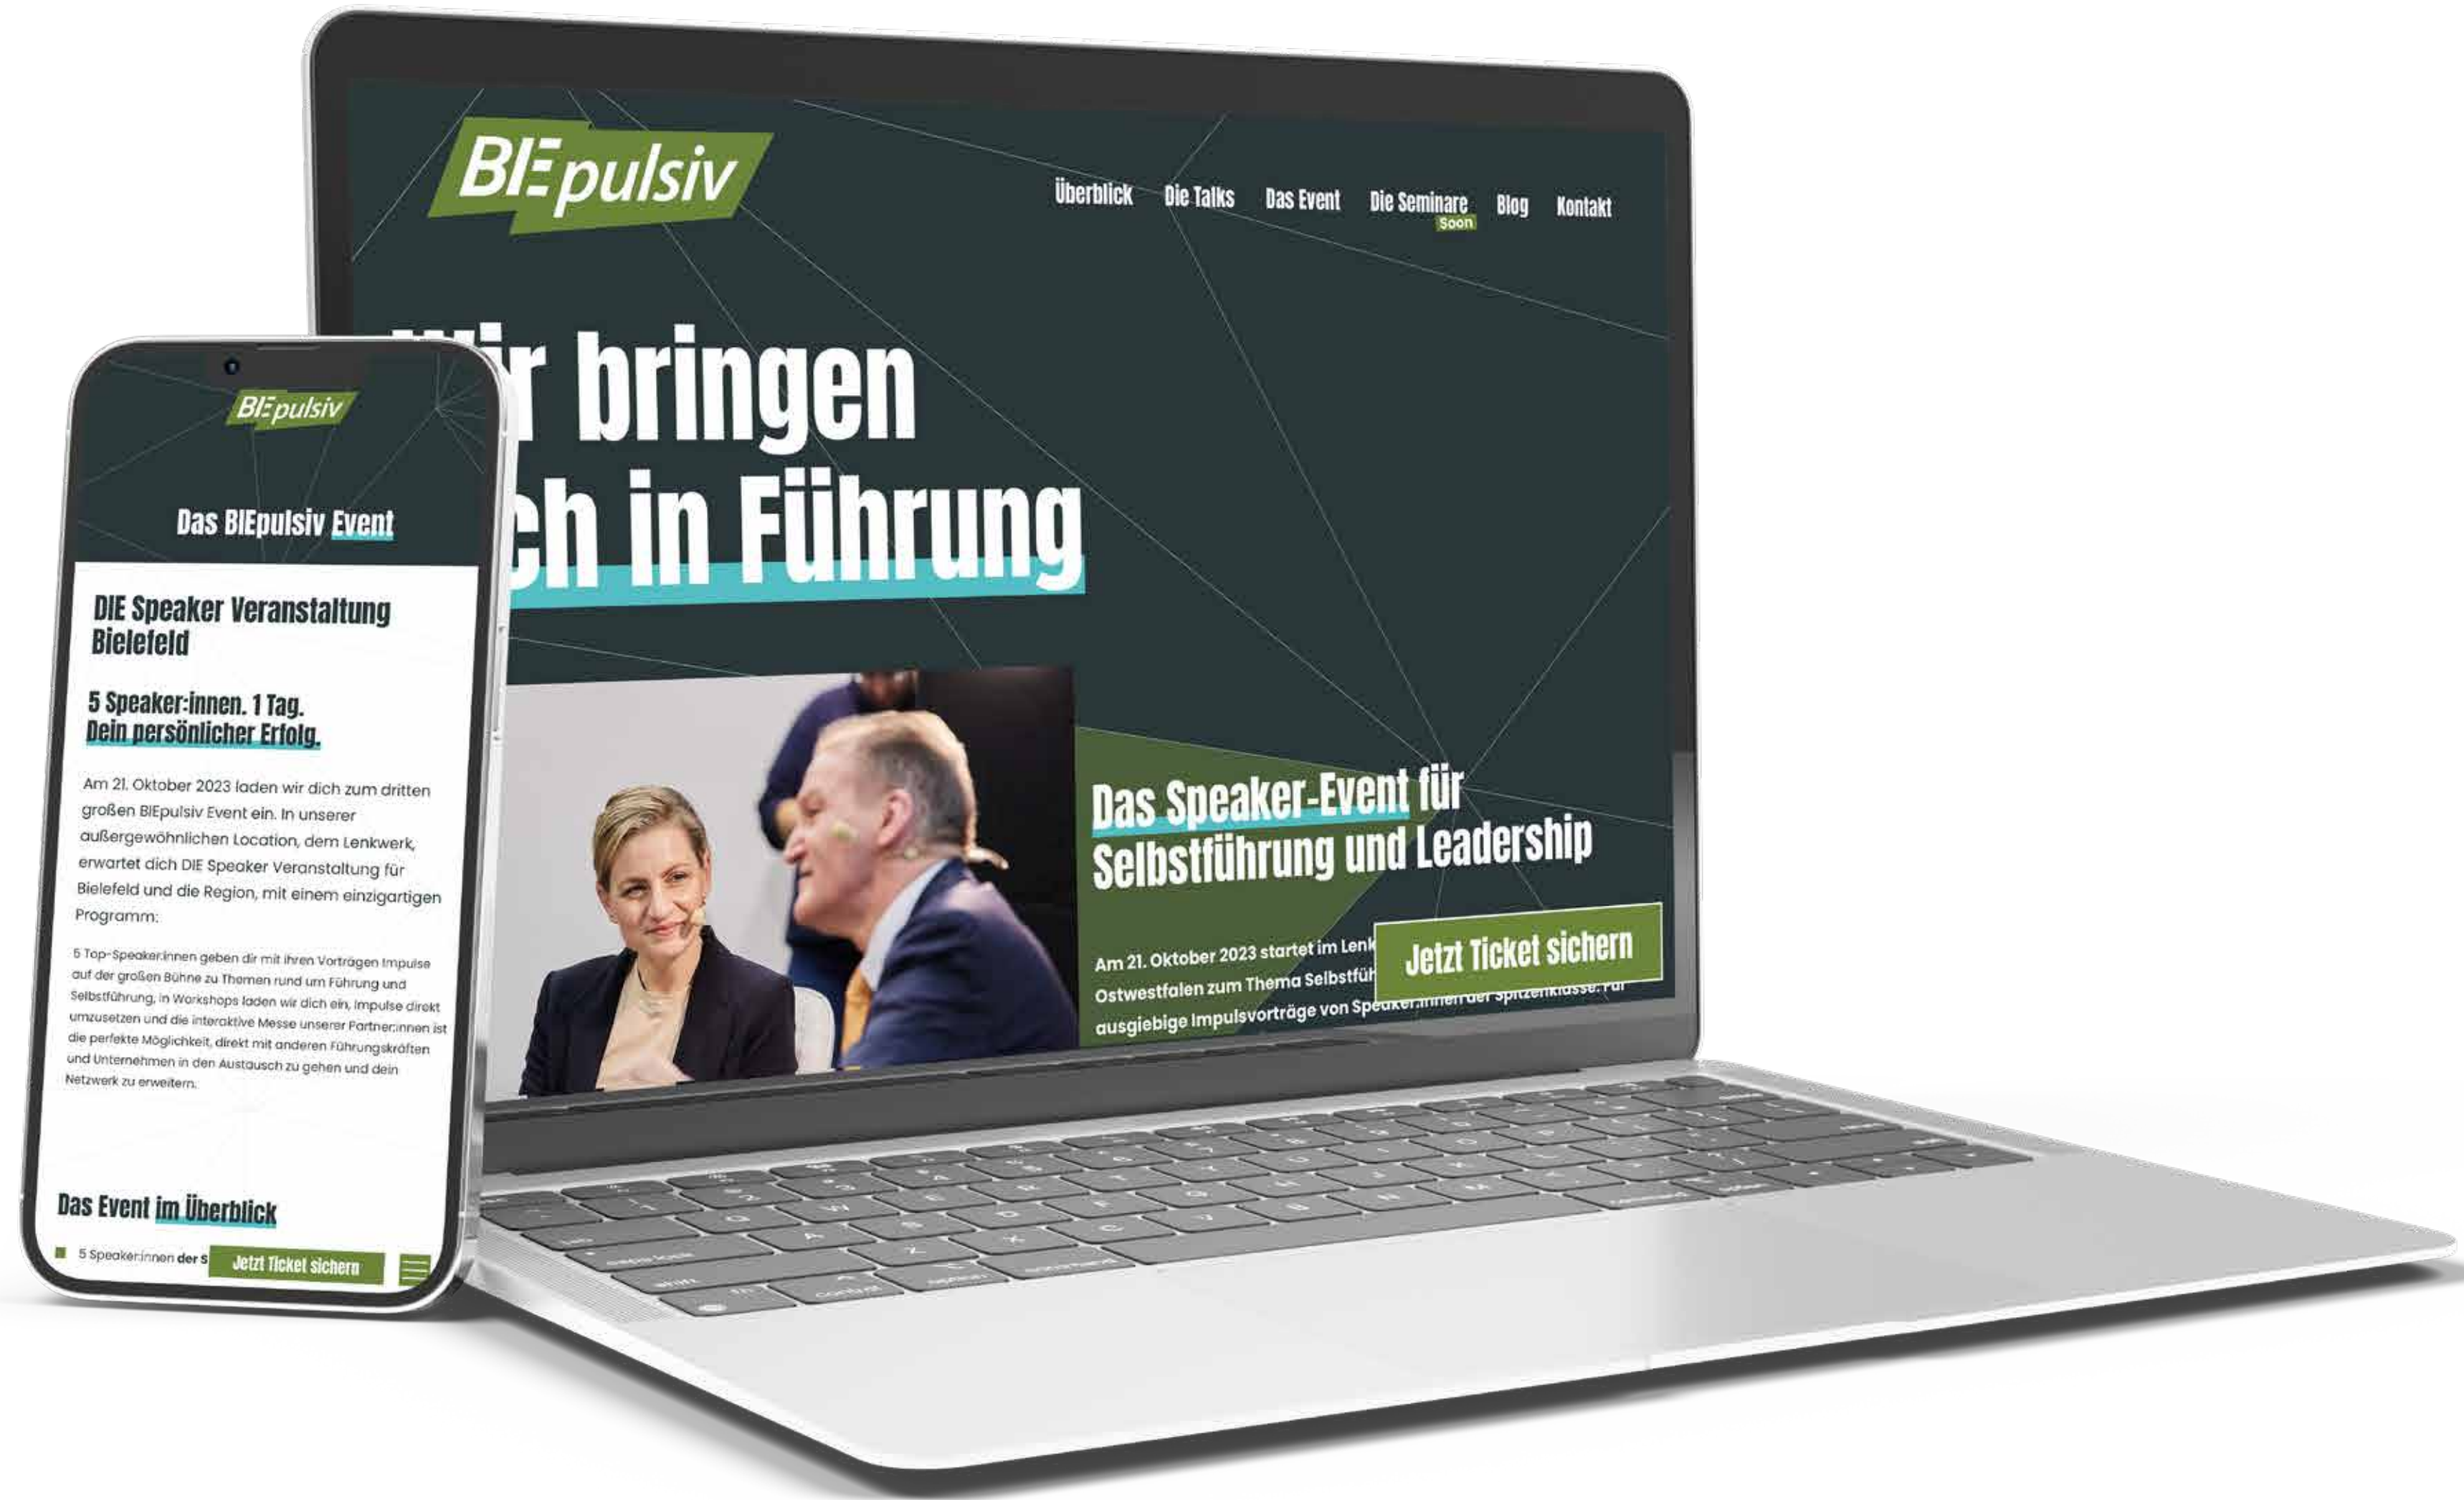 BIEpulsiv
Überblick Die Talks Das Event Die Seminare Blog Kontakt
Soon
bringen
in Führung
Das Speaker-Event für
Selbstführung und Leadership
Am 21. Oktober 2023 startet im
Ostwestfalen zum Thema
ausgiebige Impulsvorträge von
Jetzt Ticket sichern
BIEpulsiv
Das BIEpulsiv Event
DIE Speaker Veranstaltung
Bielefeld
5 Speaker:innen. 1 Tag.
Dein persönlicher Erfolg.
Am 21. Oktober 2023 laden wir dich zum dritten
großen BIEpulsiv Event ein. In unserer
außergewöhnlichen Location, dem Lenkwerk,
erwartet dich DIE Speaker Veranstaltung für
Bielefeld und die Region, mit einem einzigartigen
Programm:
5 Top-Speaker:innen geben dir mit ihren Vorträgen Impulse
auf der großen Bühne zu Themen rund um Führung und
Selbstführung, in Workshops laden wir dich ein, Impulse direkt
umzusetzen und die interaktive Messe unserer Partner:innen ist
die perfekte Möglichkeit, direkt mit anderen Führungskräften
und Unternehmen in den Austausch zu gehen und dein
Netzwerk zu erweitern.
Das Event im Überblick
5 Speaker:innen der S
Jetzt Ticket sichern